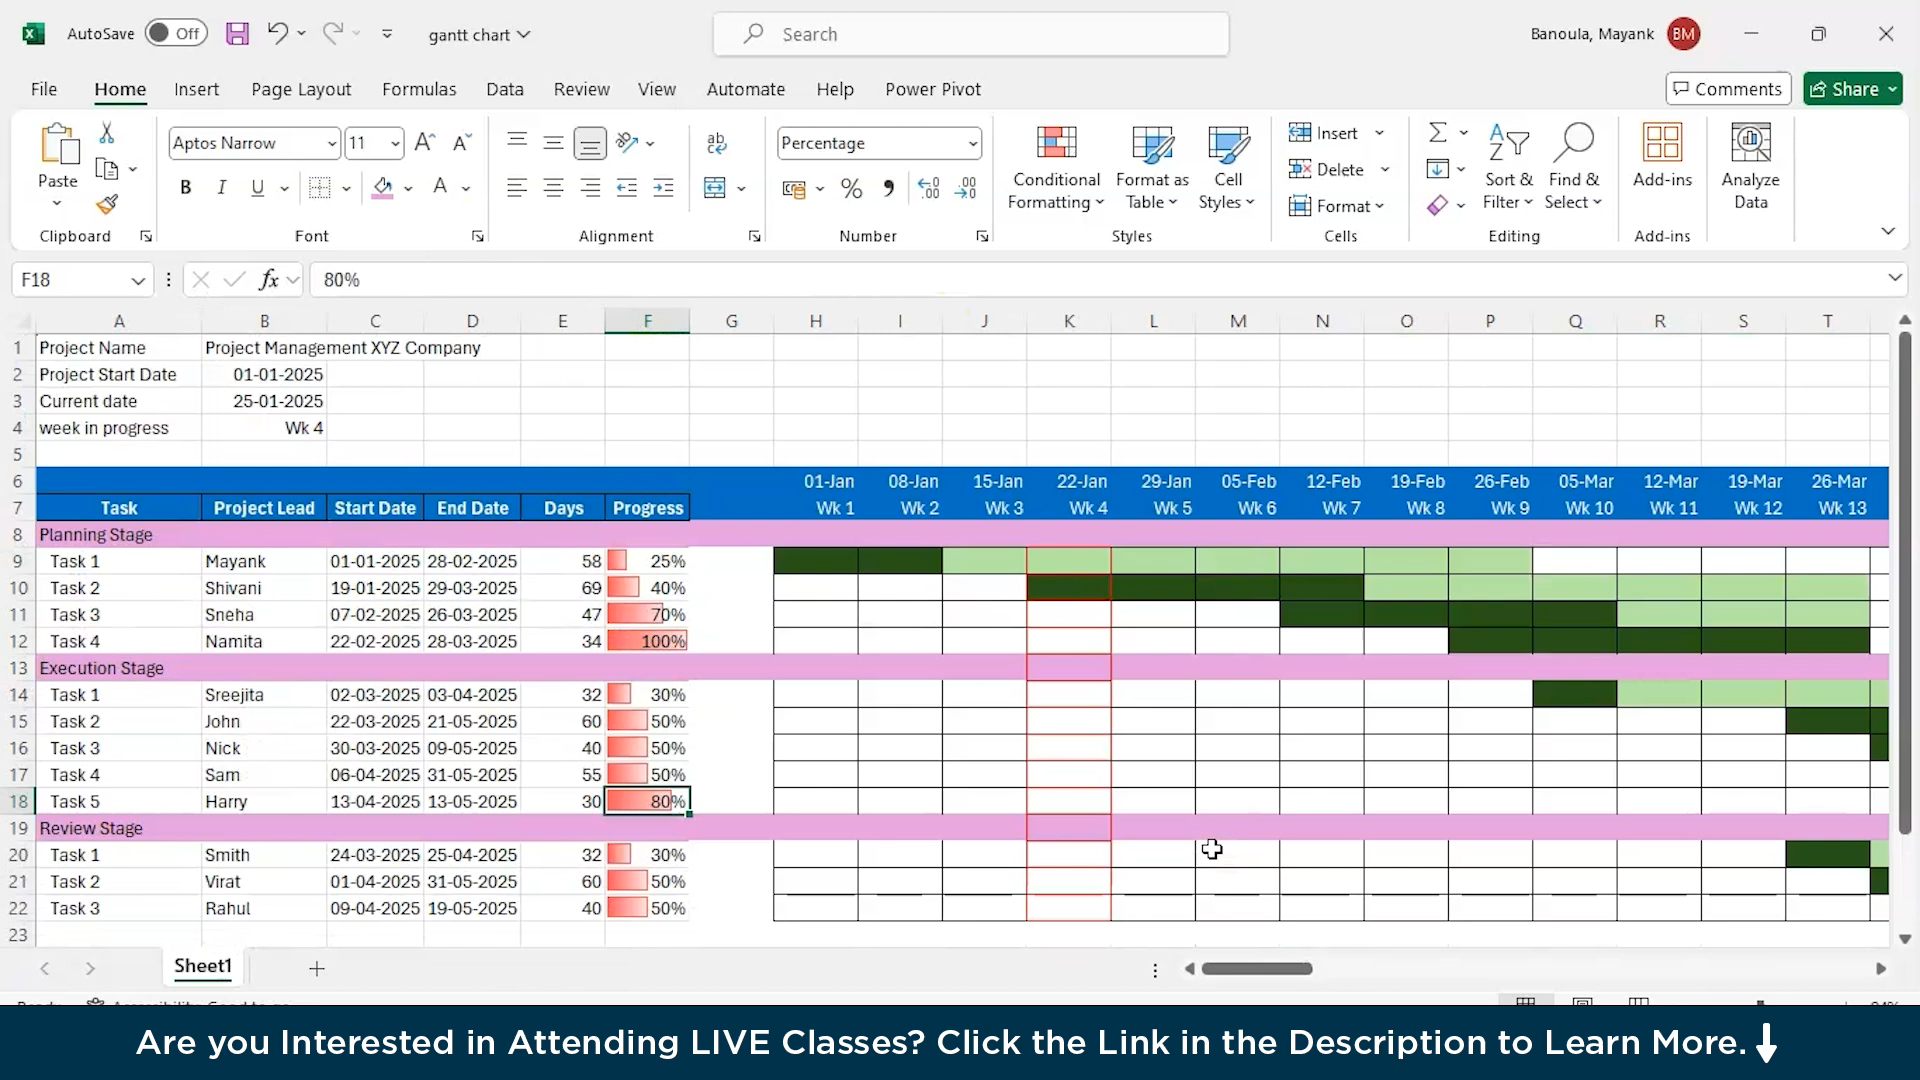 AutoSave Off gantt chart Search Banoula, Mayank BM
File Home Insert Page Layout Formulas Data Review View Automate Help Power Pivot Comments Share
Paste Aptos Narrow 11 Percentage Conditional Formatting Format as Table Cell Styles Insert Delete Format Sort & Filter Find & Select Add-ins Analyze Data
Clipboard Font Alignment Number Styles Cells Editing Add-ins
F18 fx 80%
A B C D E F G H I J K L M N O P Q R S T
1 Project Name Project Management XYZ Company
2 Project Start Date 01-01-2025
3 Current date 25-01-2025
4 week in progress Wk 4
5
6 01-Jan 08-Jan 15-Jan 22-Jan 29-Jan 05-Feb 12-Feb 19-Feb 26-Feb 05-Mar 12-Mar 19-Mar 26-Mar
7 Task Project Lead Start Date End Date Days Progress Wk 1 Wk 2 Wk 3 Wk 4 Wk 5 Wk 6 Wk 7 Wk 8 Wk 9 Wk 10 Wk 11 Wk 12 Wk 13
8 Planning Stage
9 Task 1 Mayank 01-01-2025 28-02-2025 58 25%
10 Task 2 Shivani 19-01-2025 29-03-2025 69 40%
11 Task 3 Sneha 07-02-2025 26-03-2025 47 70%
12 Task 4 Namita 22-02-2025 28-03-2025 34 100%
13 Execution Stage
14 Task 1 Sreejita 02-03-2025 03-04-2025 32 30%
15 Task 2 John 22-03-2025 21-05-2025 60 50%
16 Task 3 Nick 30-03-2025 09-05-2025 40 50%
17 Task 4 Sam 06-04-2025 31-05-2025 55 50%
18 Task 5 Harry 13-04-2025 13-05-2025 30 80%
19 Review Stage
20 Task 1 Smith 24-03-2025 25-04-2025 32 30%
21 Task 2 Virat 01-04-2025 31-05-2025 60 50%
22 Task 3 Rahul 09-04-2025 19-05-2025 40 50%
23
Sheet1
Are you Interested in Attending LIVE Classes? Click the Link in the Description to Learn More.